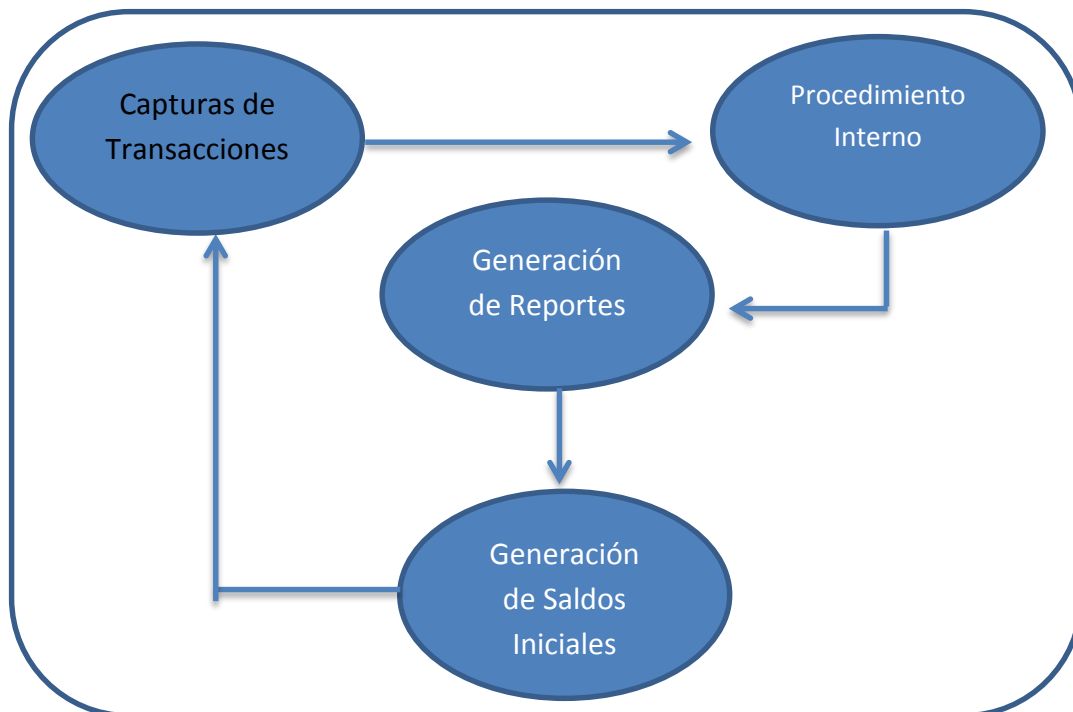 Capturas de
Transacciones
Procedimiento
Interno
Generación
de Reportes
Generación
de Saldos
Iniciales